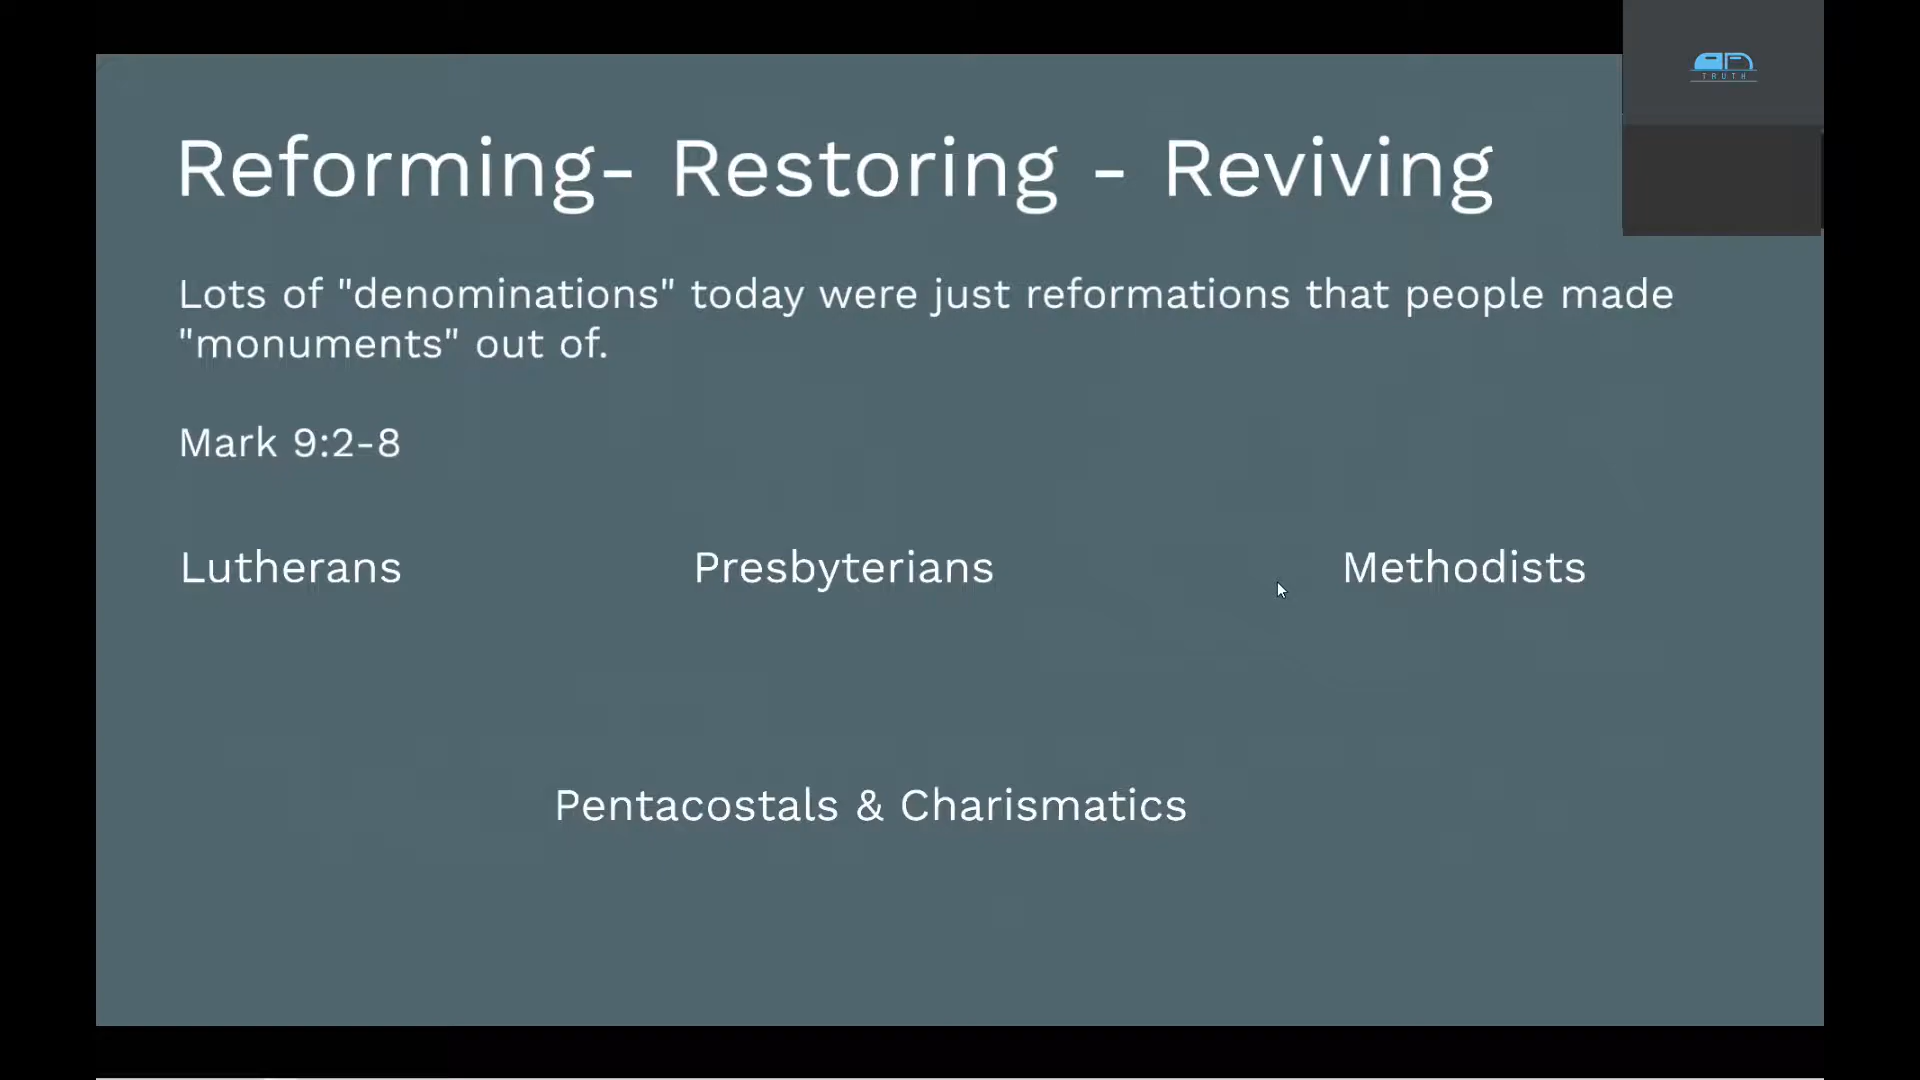 TRUTH
Reforming- Restoring - Reviving
Lots of "denominations" today were just reformations that people made
"monuments" out of.
Mark 9:2-8
Lutherans Presbyterians Methodists
Pentacostals & Charismatics